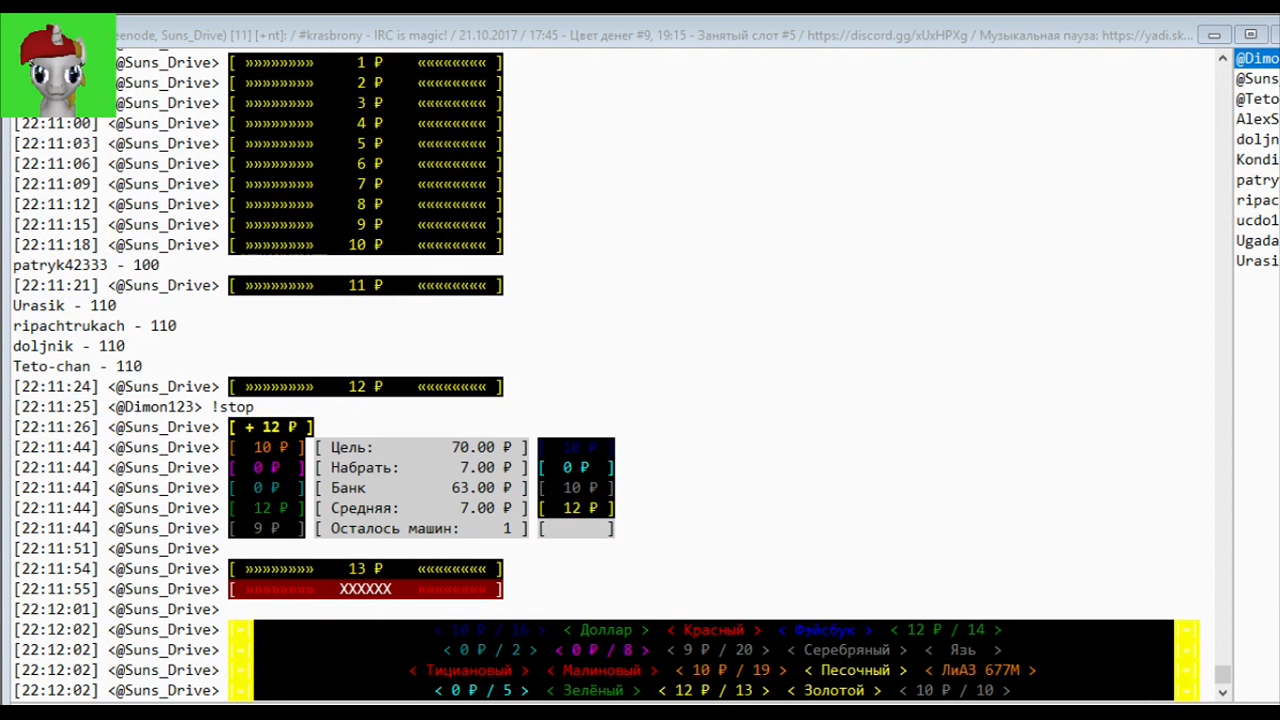 eenode, Suns_Drive) [11] [+nt]: / #krasbrony - IRC is magic! / 21.10.2017 / 17:45 - Цвет денег #9, 19:15 - Занятый слот #5 / https://discord.gg/xUxHPXg / Музыкальная пауза: https://yadi.sk...
@Suns_Drive> [ »»»»»»»» 1 ₽ «««««««« ]
@Suns_Drive> [ »»»»»»»» 2 ₽ «««««««« ]
@Suns_Drive> [ »»»»»»»» 3 ₽ «««««««« ]
[22:11:00] <@Suns_Drive> [ »»»»»»»» 4 ₽ «««««««« ]
[22:11:03] <@Suns_Drive> [ »»»»»»»» 5 ₽ «««««««« ]
[22:11:06] <@Suns_Drive> [ »»»»»»»» 6 ₽ «««««««« ]
[22:11:09] <@Suns_Drive> [ »»»»»»»» 7 ₽ «««««««« ]
[22:11:12] <@Suns_Drive> [ »»»»»»»» 8 ₽ «««««««« ]
[22:11:15] <@Suns_Drive> [ »»»»»»»» 9 ₽ «««««««« ]
[22:11:18] <@Suns_Drive> [ »»»»»»»» 10 ₽ «««««««« ]
patryk42333 - 100
[22:11:21] <@Suns_Drive> [ »»»»»»»» 11 ₽ «««««««« ]
Urasik - 110
ripachtrukach - 110
doljnik - 110
Teto-chan - 110
[22:11:24] <@Suns_Drive> [ »»»»»»»» 12 ₽ «««««««« ]
[22:11:25] <@Dimon123> !stop
[22:11:26] <@Suns_Drive> [ + 12 ₽ ]
[22:11:44] <@Suns_Drive> [ 10 ₽ ] [ Цель: 70.00 ₽ ] [ 10 ₽ ]
[22:11:44] <@Suns_Drive> [ 0 ₽ ] [ Набрать: 7.00 ₽ ] [ 0 ₽ ]
[22:11:44] <@Suns_Drive> [ 0 ₽ ] [ Банк 63.00 ₽ ] [ 10 ₽ ]
[22:11:44] <@Suns_Drive> [ 12 ₽ ] [ Средняя: 7.00 ₽ ] [ 12 ₽ ]
[22:11:44] <@Suns_Drive> [ 9 ₽ ] [ Осталось машин: 1 ] [ ]
[22:11:51] <@Suns_Drive>
[22:11:54] <@Suns_Drive> [ »»»»»»»» 13 ₽ «««««««« ]
[22:11:55] <@Suns_Drive> [ »»»»»»»» XXXXXX «««««««« ]
[22:12:01] <@Suns_Drive>
[22:12:02] <@Suns_Drive> [-] < 10 ₽ / 16 > < Доллар > < Красный > < Фэйсбук > < 12 ₽ / 14 > [-]
[22:12:02] <@Suns_Drive> < 0 ₽ / 2 > < 0 ₽ / 8 > < 9 ₽ / 20 > < Серебряный > < Язь >
[22:12:02] <@Suns_Drive> < Тициановый > < Малиновый > < 10 ₽ / 19 > < Песочный > < ЛиАЗ 677М >
[22:12:02] <@Suns_Drive> < 0 ₽ / 5 > < Зелёный > < 12 ₽ / 13 > < Золотой > < 10 ₽ / 10 >
@Dimo
@Suns
@Teto
AlexS
doljn
Kondi
patry
ripac
ucdo1
Ugada
Urasi